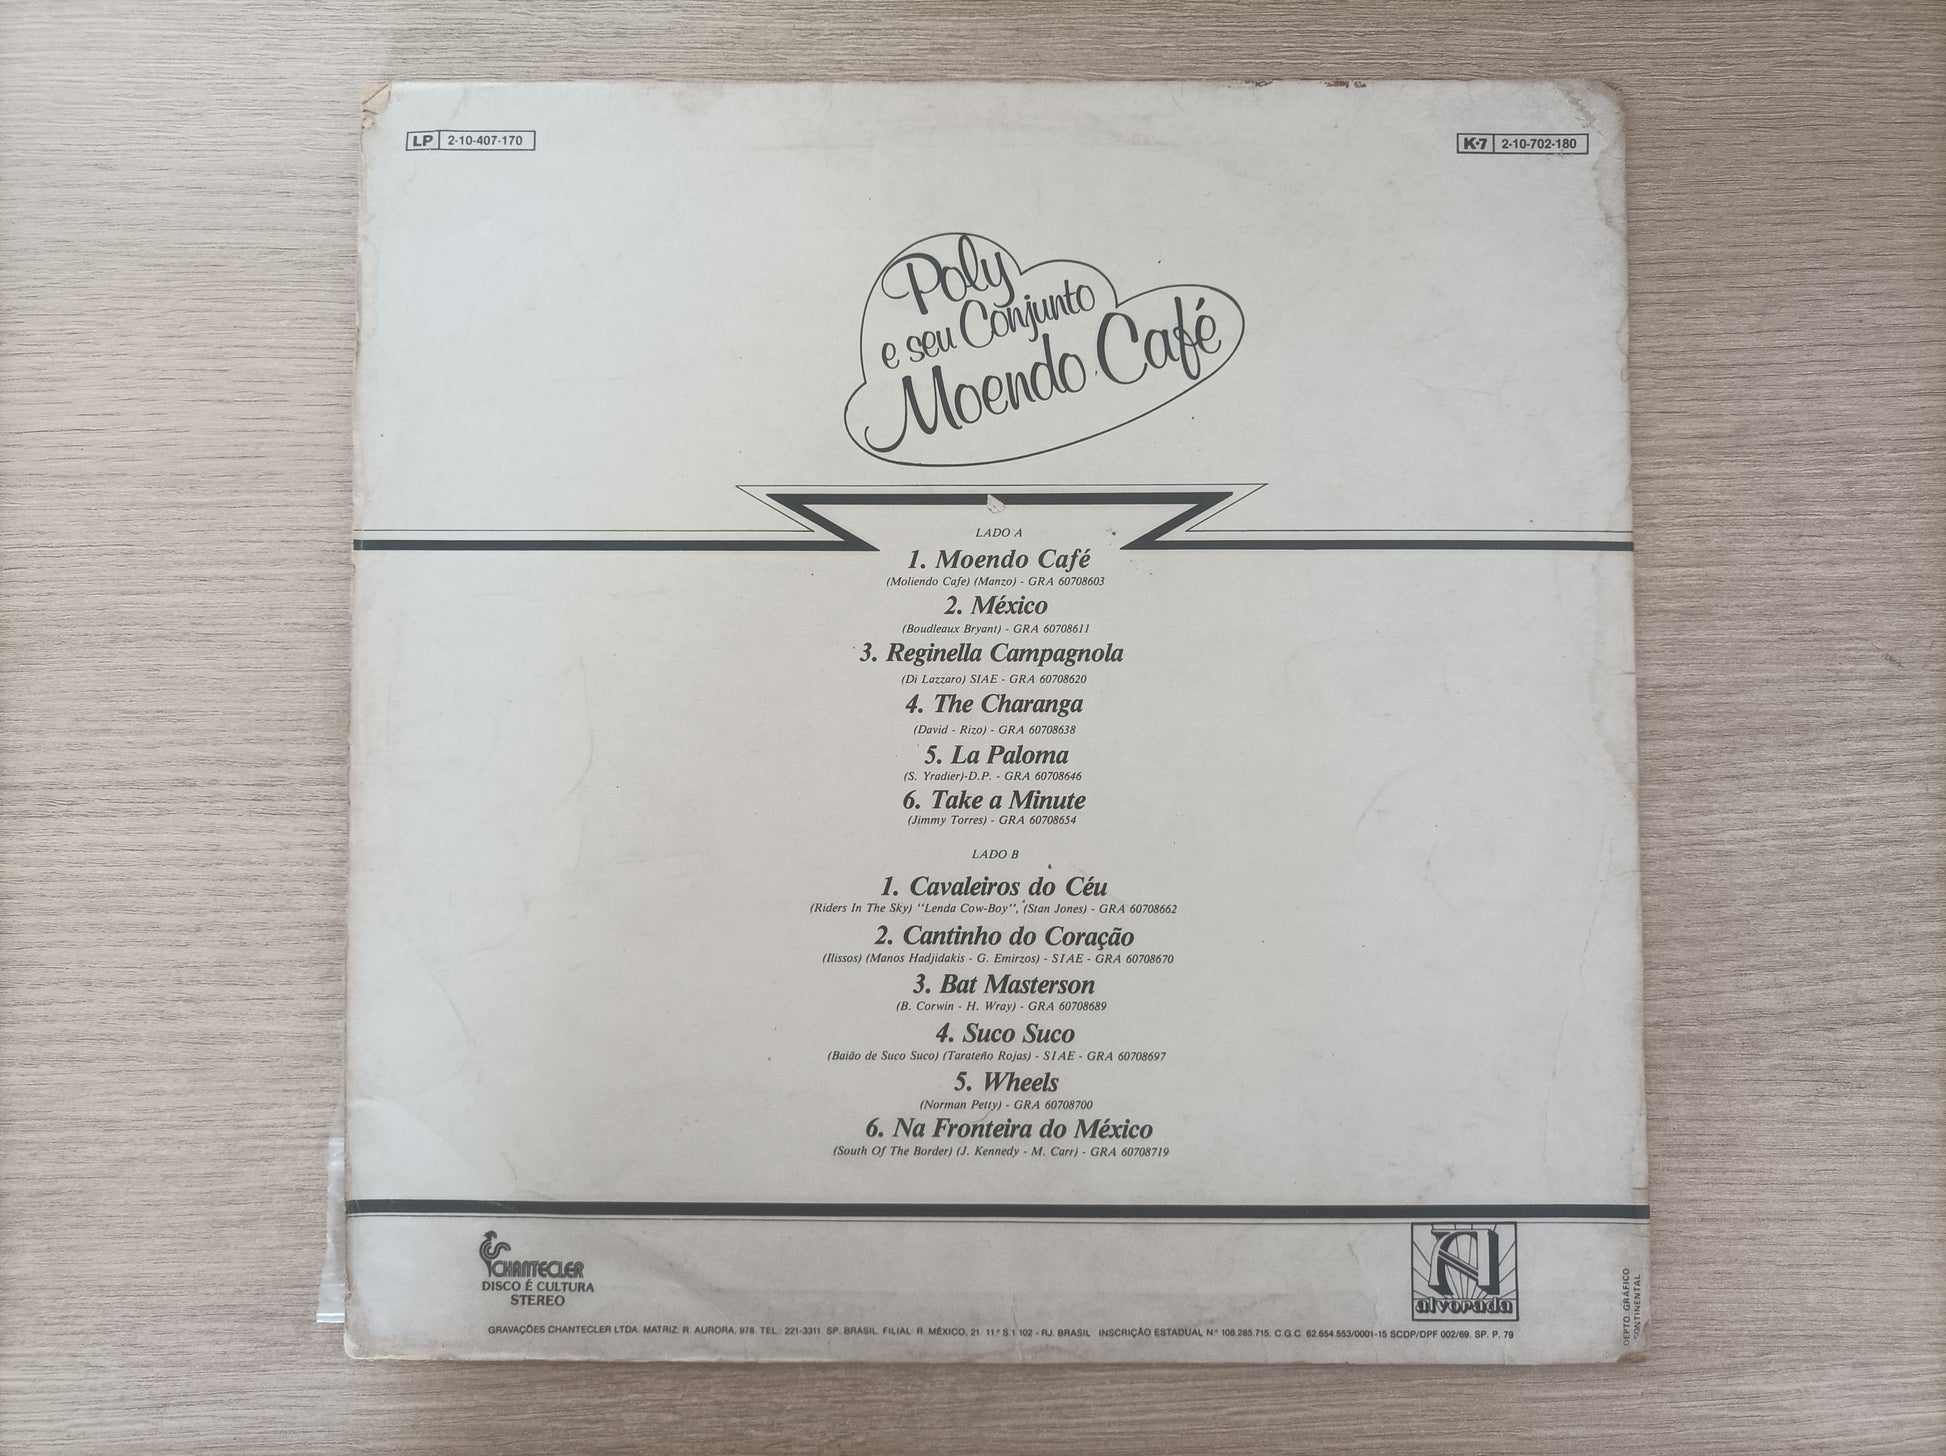 LP 2-10-407-170
K-7 2-10-702-180
Poly
e seu Conjunto
Moendo Café
LADO A
1. Moendo Café
(Moliendo Cafe) (Manzo) - GRA 60708603
2. México
(Boudleaux Bryant) - GRA 60708611
3. Reginella Campagnola
(Di Lazzaro) SIAE - GRA 60708620
4. The Charanga
(David - Rizo) - GRA 60708638
5. La Paloma
(S. Yradier)-D.P. - GRA 60708646
6. Take a Minute
(Jimmy Torres) - GRA 60708654
LADO B
1. Cavaleiros do Céu
(Riders In The Sky) "Lenda Cow-Boy", (Stan Jones) - GRA 60708662
2. Cantinho do Coração
(Ilissos) (Manos Hadjidakis - G. Emirzos) - SIAE - GRA 60708670
3. Bat Masterson
(B. Corwin - H. Wray) - GRA 60708689
4. Suco Suco
(Baião de Suco Suco) (Tarateño Rojas) - SIAE - GRA 60708697
5. Wheels
(Norman Petty) - GRA 60708700
6. Na Fronteira do México
(South Of The Border) (J. Kennedy - M. Carr) - GRA 60708719
CHANTECLER
DISCO É CULTURA
STEREO
A
alvorada
GRAVAÇÕES CHANTECLER LTDA. MATRIZ: R. AURORA, 978. TEL.: 221-3311. SP. BRASIL. FILIAL: R. MÉXICO, 21. 11.º S.1.102 - RJ. BRASIL INSCRIÇÃO ESTADUAL N.º 108.285.715. C.G.C. 62.654.553/0001-15 SCDP/DPF 002/69. SP. P. 79
DEPTO. GRÁFICO
CONTINENTAL